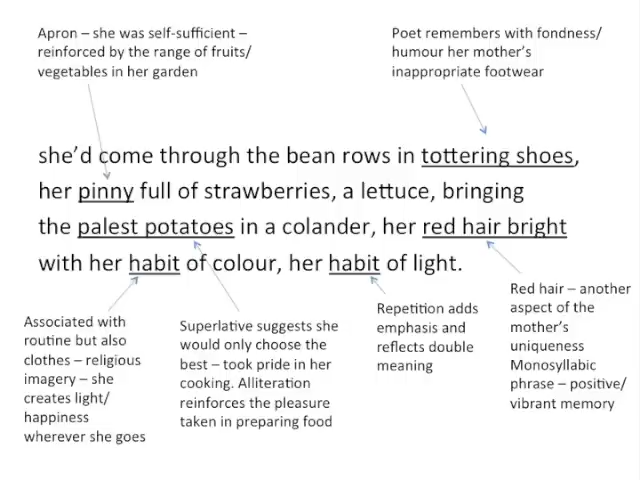 Apron – she was self-sufficient –
reinforced by the range of fruits/
vegetables in her garden
Poet remembers with fondness/
humour her mother's
inappropriate footwear
she'd come through the bean rows in tottering shoes,
her pinny full of strawberries, a lettuce, bringing
the palest potatoes in a colander, her red hair bright
with her habit of colour, her habit of light.
Associated with
routine but also
clothes – religious
imagery – she
creates light/
happiness
wherever she goes
Superlative suggests she
would only choose the
best – took pride in her
cooking. Alliteration
reinforces the pleasure
taken in preparing food
Repetition adds
emphasis and
reflects double
meaning
Red hair – another
aspect of the
mother's
uniqueness
Monosyllabic
phrase – positive/
vibrant memory